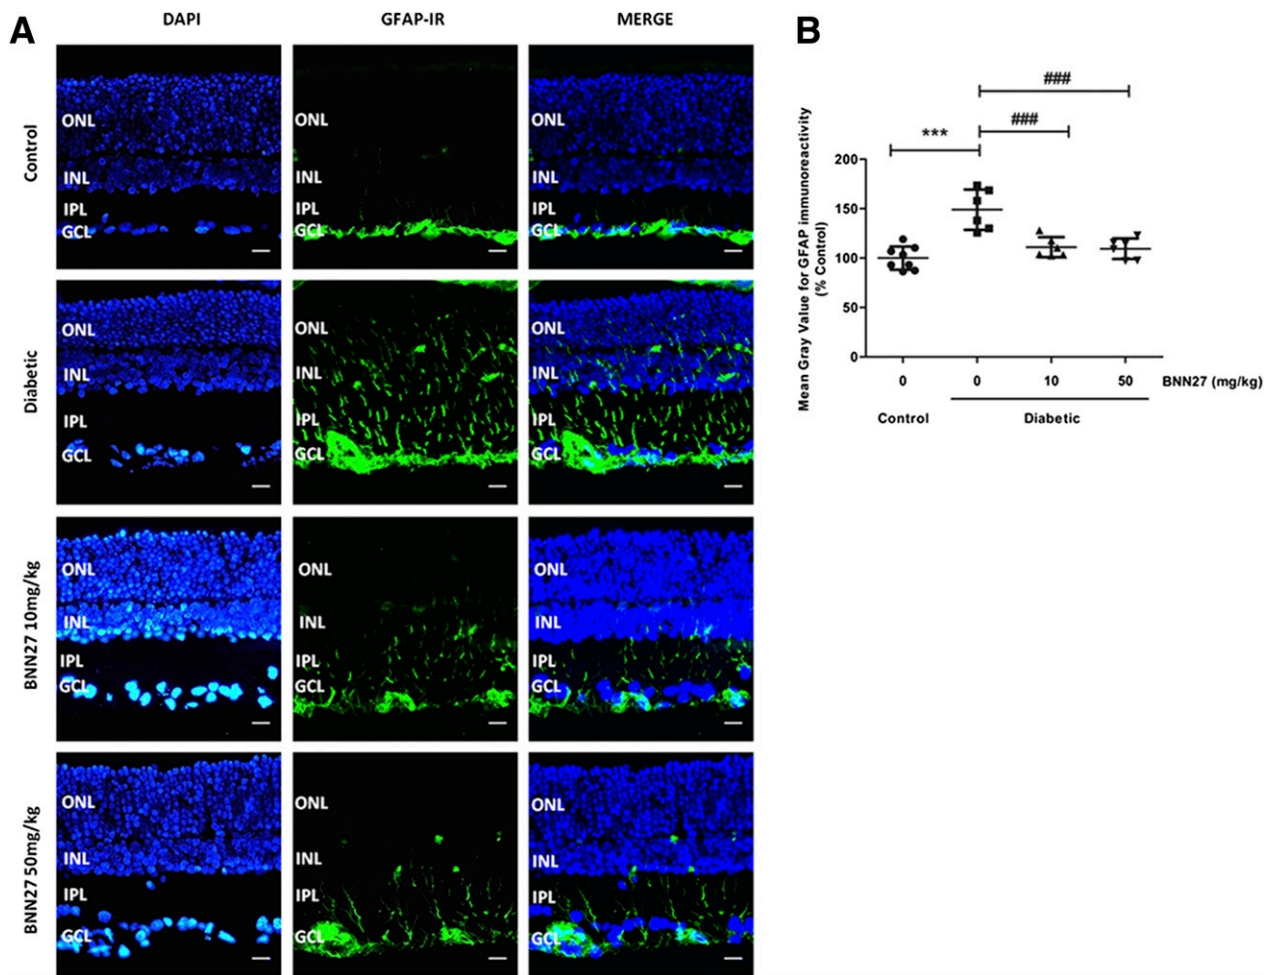 A
DAPI
GFAP-IR
MERGE
Control
ONL
INL
IPL
GCL
ONL
INL
IPL
GCL
ONL
INL
IPL
GCL
Diabetic
ONL
INL
IPL
GCL
ONL
INL
IPL
GCL
ONL
INL
IPL
GCL
BNN27 10mg/kg
ONL
INL
IPL
GCL
ONL
INL
IPL
GCL
ONL
INL
IPL
GCL
BNN27 50mg/kg
ONL
INL
IPL
GCL
ONL
INL
IPL
GCL
ONL
INL
IPL
GCL
B
Mean Gray Value for GFAP immunoreactivity
(% Control)
###
###
***
200
150
100
50
0
0 0 10 50 BNN27 (mg/kg)
Control Diabetic